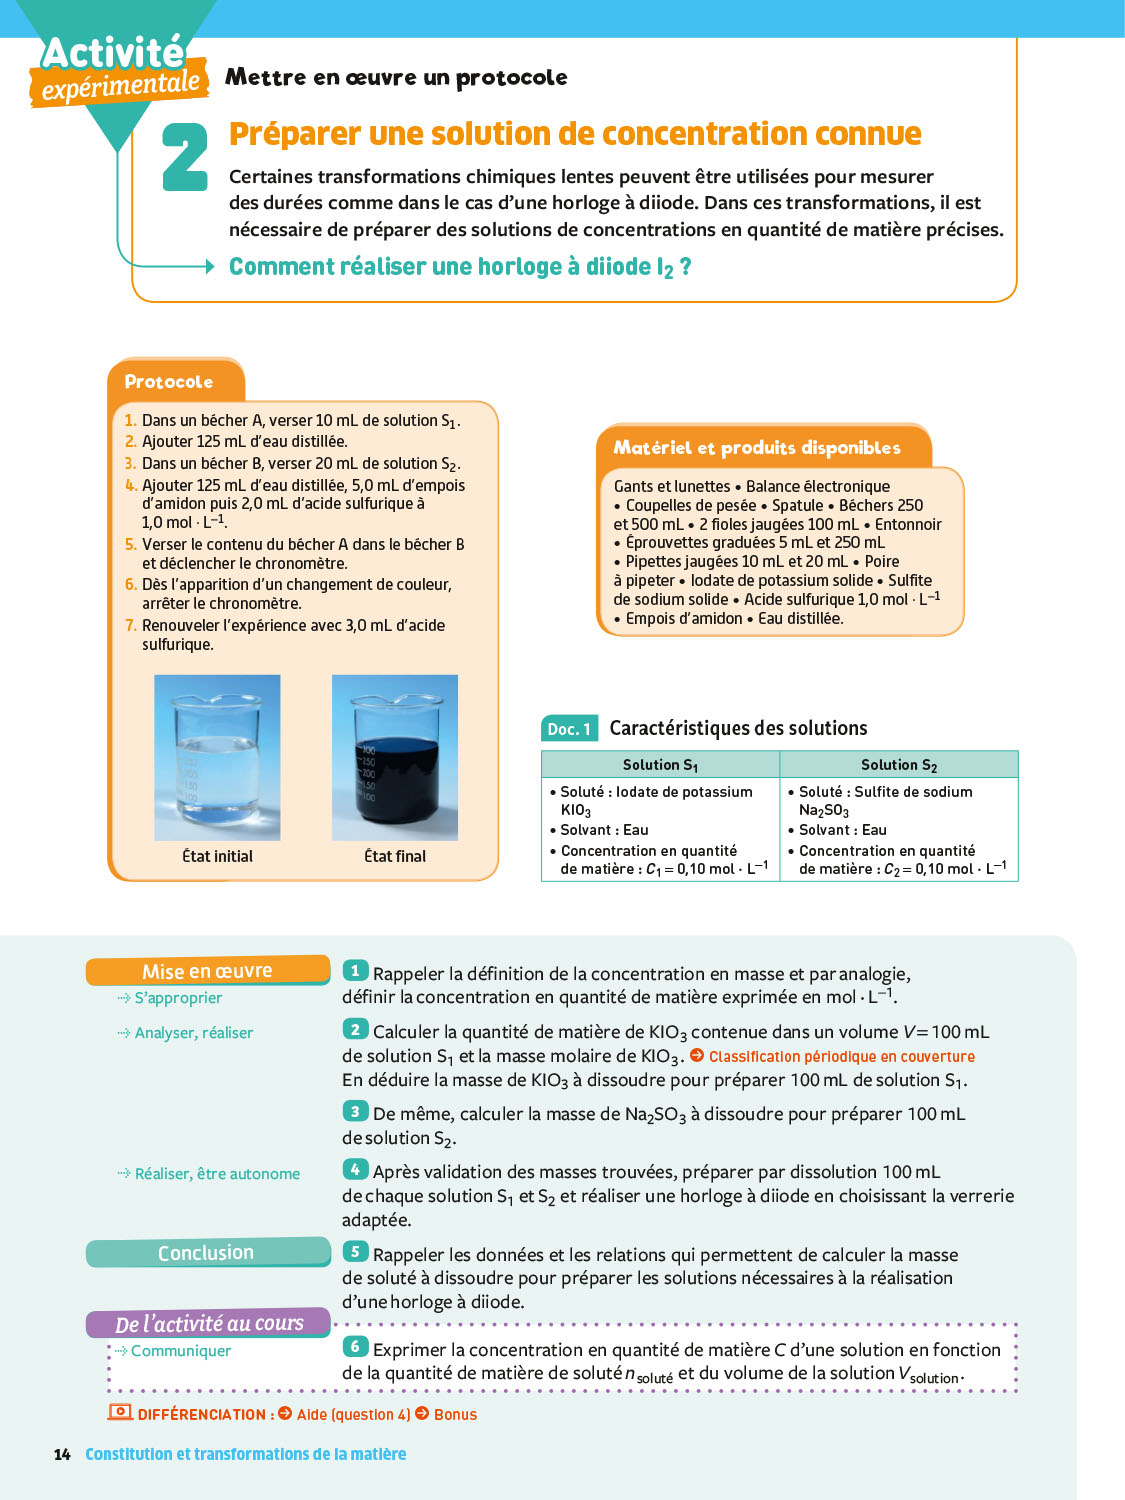 Activité
expérimentale
Mettre en œuvre un protocole
2
Préparer une solution de concentration connue
Certaines transformations chimiques lentes peuvent être utilisées pour mesurer
des durées comme dans le cas d’une horloge à diiode. Dans ces transformations, il est
nécessaire de préparer des solutions de concentrations en quantité de matière précises.
Comment réaliser une horloge à diiode I₂ ?
Protocole
1. Dans un bécher A, verser 10 mL de solution S₁.
2. Ajouter 125 mL d’eau distillée.
3. Dans un bécher B, verser 20 mL de solution S₂.
4. Ajouter 125 mL d’eau distillée, 5,0 mL d’empois
d’amidon puis 2,0 mL d’acide sulfurique à
1,0 mol · L⁻¹.
5. Verser le contenu du bécher A dans le bécher B
et déclencher le chronomètre.
6. Dès l’apparition d’un changement de couleur,
arrêter le chronomètre.
7. Renouveler l’expérience avec 3,0 mL d’acide
sulfurique.
État initial
État final
Matériel et produits disponibles
Gants et lunettes • Balance électronique
• Coupelles de pesée • Spatule • Béchers 250
et 500 mL • 2 fioles jaugées 100 mL • Entonnoir
• Éprouvettes graduées 5 mL et 250 mL
• Pipettes jaugées 10 mL et 20 mL • Poire
à pipeter • Iodate de potassium solide • Sulfite
de sodium solide • Acide sulfurique 1,0 mol · L⁻¹
• Empois d’amidon • Eau distillée.
Doc. 1 Caractéristiques des solutions
Solution S₁
• Soluté : Iodate de potassium
KIO₃
• Solvant : Eau
• Concentration en quantité
de matière : C₁ = 0,10 mol · L⁻¹
Solution S₂
• Soluté : Sulfite de sodium
Na₂SO₃
• Solvant : Eau
• Concentration en quantité
de matière : C₂ = 0,10 mol · L⁻¹
Mise en œuvre
S’approprier
1 Rappeler la définition de la concentration en masse et par analogie,
définir la concentration en quantité de matière exprimée en mol · L⁻¹.
Analyser, réaliser
2 Calculer la quantité de matière de KIO₃ contenue dans un volume V = 100 mL
de solution S₁ et la masse molaire de KIO₃. Classification périodique en couverture
En déduire la masse de KIO₃ à dissoudre pour préparer 100 mL de solution S₁.
3 De même, calculer la masse de Na₂SO₃ à dissoudre pour préparer 100 mL
de solution S₂.
Réaliser, être autonome
4 Après validation des masses trouvées, préparer par dissolution 100 mL
de chaque solution S₁ et S₂ et réaliser une horloge à diiode en choisissant la verrerie
adaptée.
Conclusion
5 Rappeler les données et les relations qui permettent de calculer la masse
de soluté à dissoudre pour préparer les solutions nécessaires à la réalisation
d’une horloge à diiode.
De l’activité au cours
Communiquer
6 Exprimer la concentration en quantité de matière C d’une solution en fonction
de la quantité de matière de soluté n soluté et du volume de la solution V solution.
DIFFÉRENCIATION : Aide (question 4) Bonus
14 Constitution et transformations de la matière